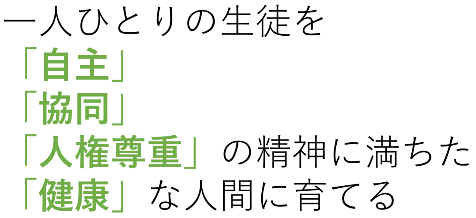 一人ひとりの生徒を
「自主」
「協同」
「人権尊重」の精神に満ちた
「健康」な人間に育てる